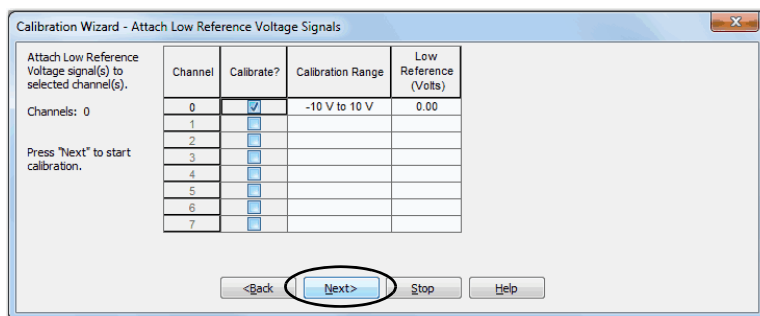 Calibration Wizard - Attach Low Reference Voltage Signals
Attach Low Reference
Voltage signal(s) to
selected channel(s).
Channels: 0
Press "Next" to start
calibration.
Channel Calibrate? Calibration Range Low Reference (Volts)
0 -10 V to 10 V 0.00
1
2
3
4
5
6
7
<Back Next> Stop Help